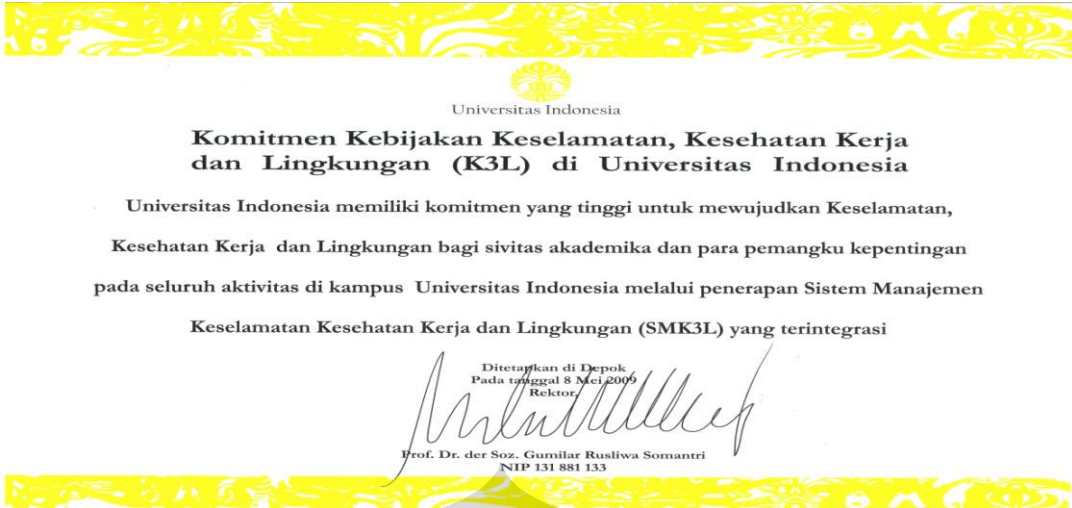 Universitas Indonesia
Komitmen Kebijakan Keselamatan, Kesehatan Kerja
dan Lingkungan (K3L) di Universitas Indonesia
Universitas Indonesia memiliki komitmen yang tinggi untuk mewujudkan Keselamatan,
Kesehatan Kerja dan Lingkungan bagi sivitas akademika dan para pemangku kepentingan
pada seluruh aktivitas di kampus Universitas Indonesia melalui penerapan Sistem Manajemen
Keselamatan Kesehatan Kerja dan Lingkungan (SMK3L) yang terintegrasi
Ditetapkan di Depok
Pada tanggal 8 Mei 2009
Rektor,
Prof. Dr. der Soz. Gumilar Rusliwa Somantri
NIP 131 881 133